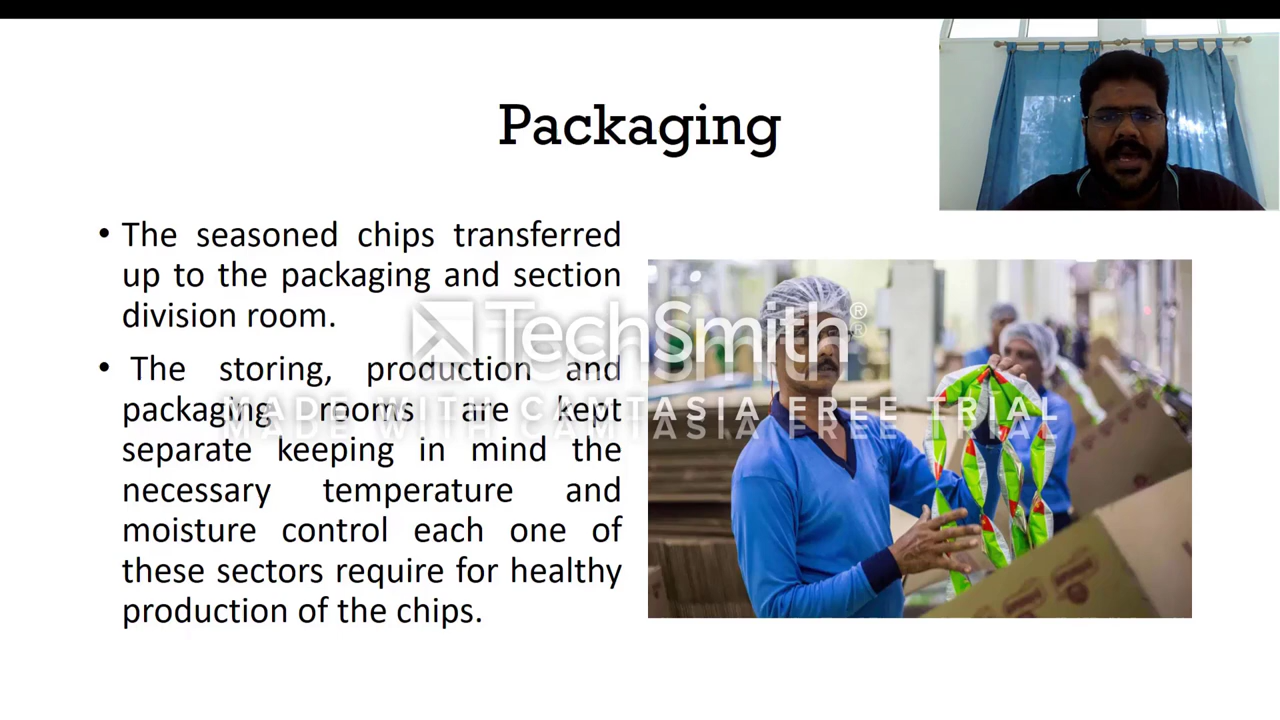 Packaging
• The seasoned chips transferred
up to the packaging and section
division room.
• The storing, production and
packaging rooms are kept
separate keeping in mind the
necessary temperature and
moisture control each one of
these sectors require for healthy
production of the chips.
TechSmith®
MADE WITH CAMTASIA FREE TRIAL